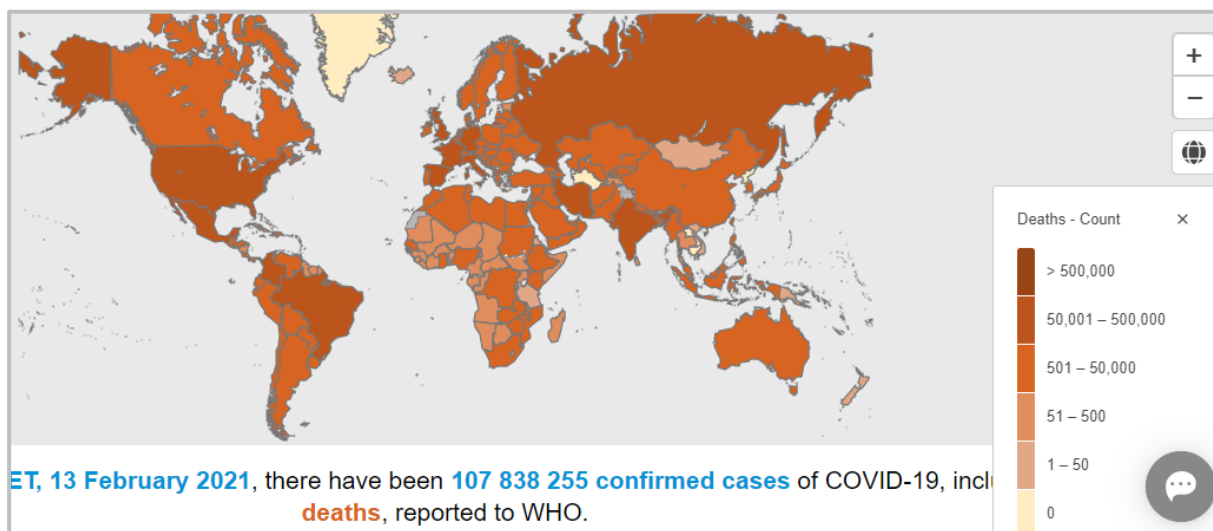 +
−
Deaths - Count ×
> 500,000
50,001 – 500,000
501 – 50,000
51 – 500
1 – 50
0
ET, 13 February 2021, there have been 107 838 255 confirmed cases of COVID-19, inclu
deaths, reported to WHO.